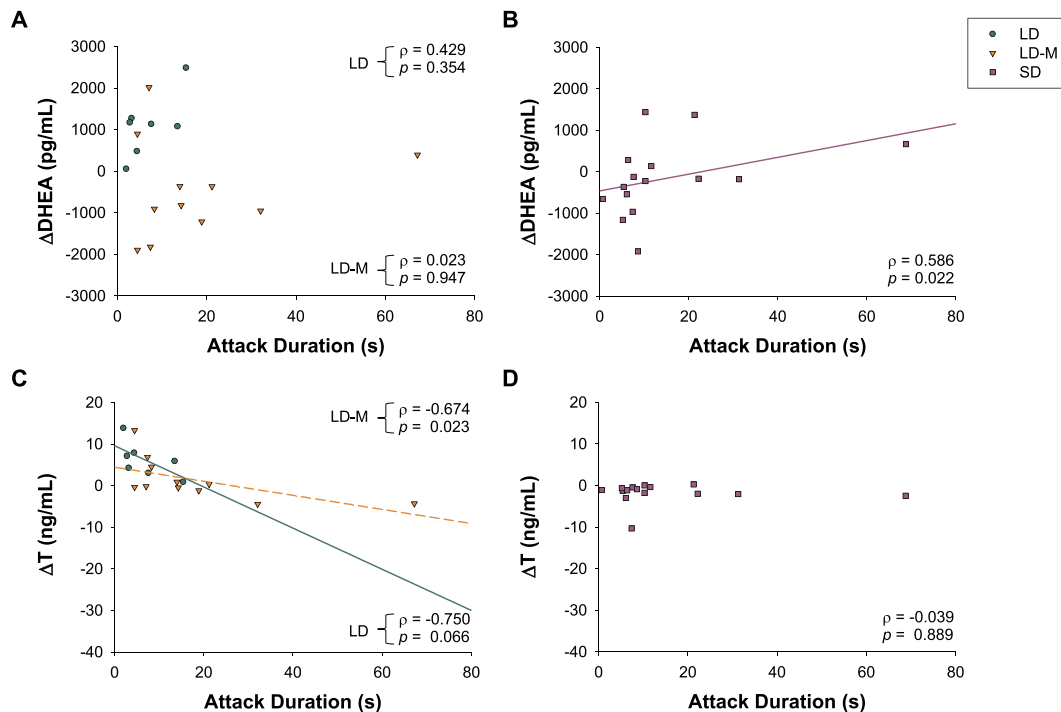 A
3000
2000
1000
0
-1000
-2000
-3000
ΔDHEA (pg/mL)
LD
ρ = 0.429
p = 0.354
LD-M
ρ = 0.023
p = 0.947
0 20 40 60 80
Attack Duration (s)
B
3000
2000
1000
0
-1000
-2000
-3000
ΔDHEA (pg/mL)
ρ = 0.586
p = 0.022
0 20 40 60 80
Attack Duration (s)
LD
LD-M
SD
C
20
10
0
-10
-20
-30
-40
ΔT (ng/mL)
LD-M
ρ = -0.674
p = 0.023
LD
ρ = -0.750
p = 0.066
0 20 40 60 80
Attack Duration (s)
D
20
10
0
-10
-20
-30
-40
ΔT (ng/mL)
ρ = -0.039
p = 0.889
0 20 40 60 80
Attack Duration (s)